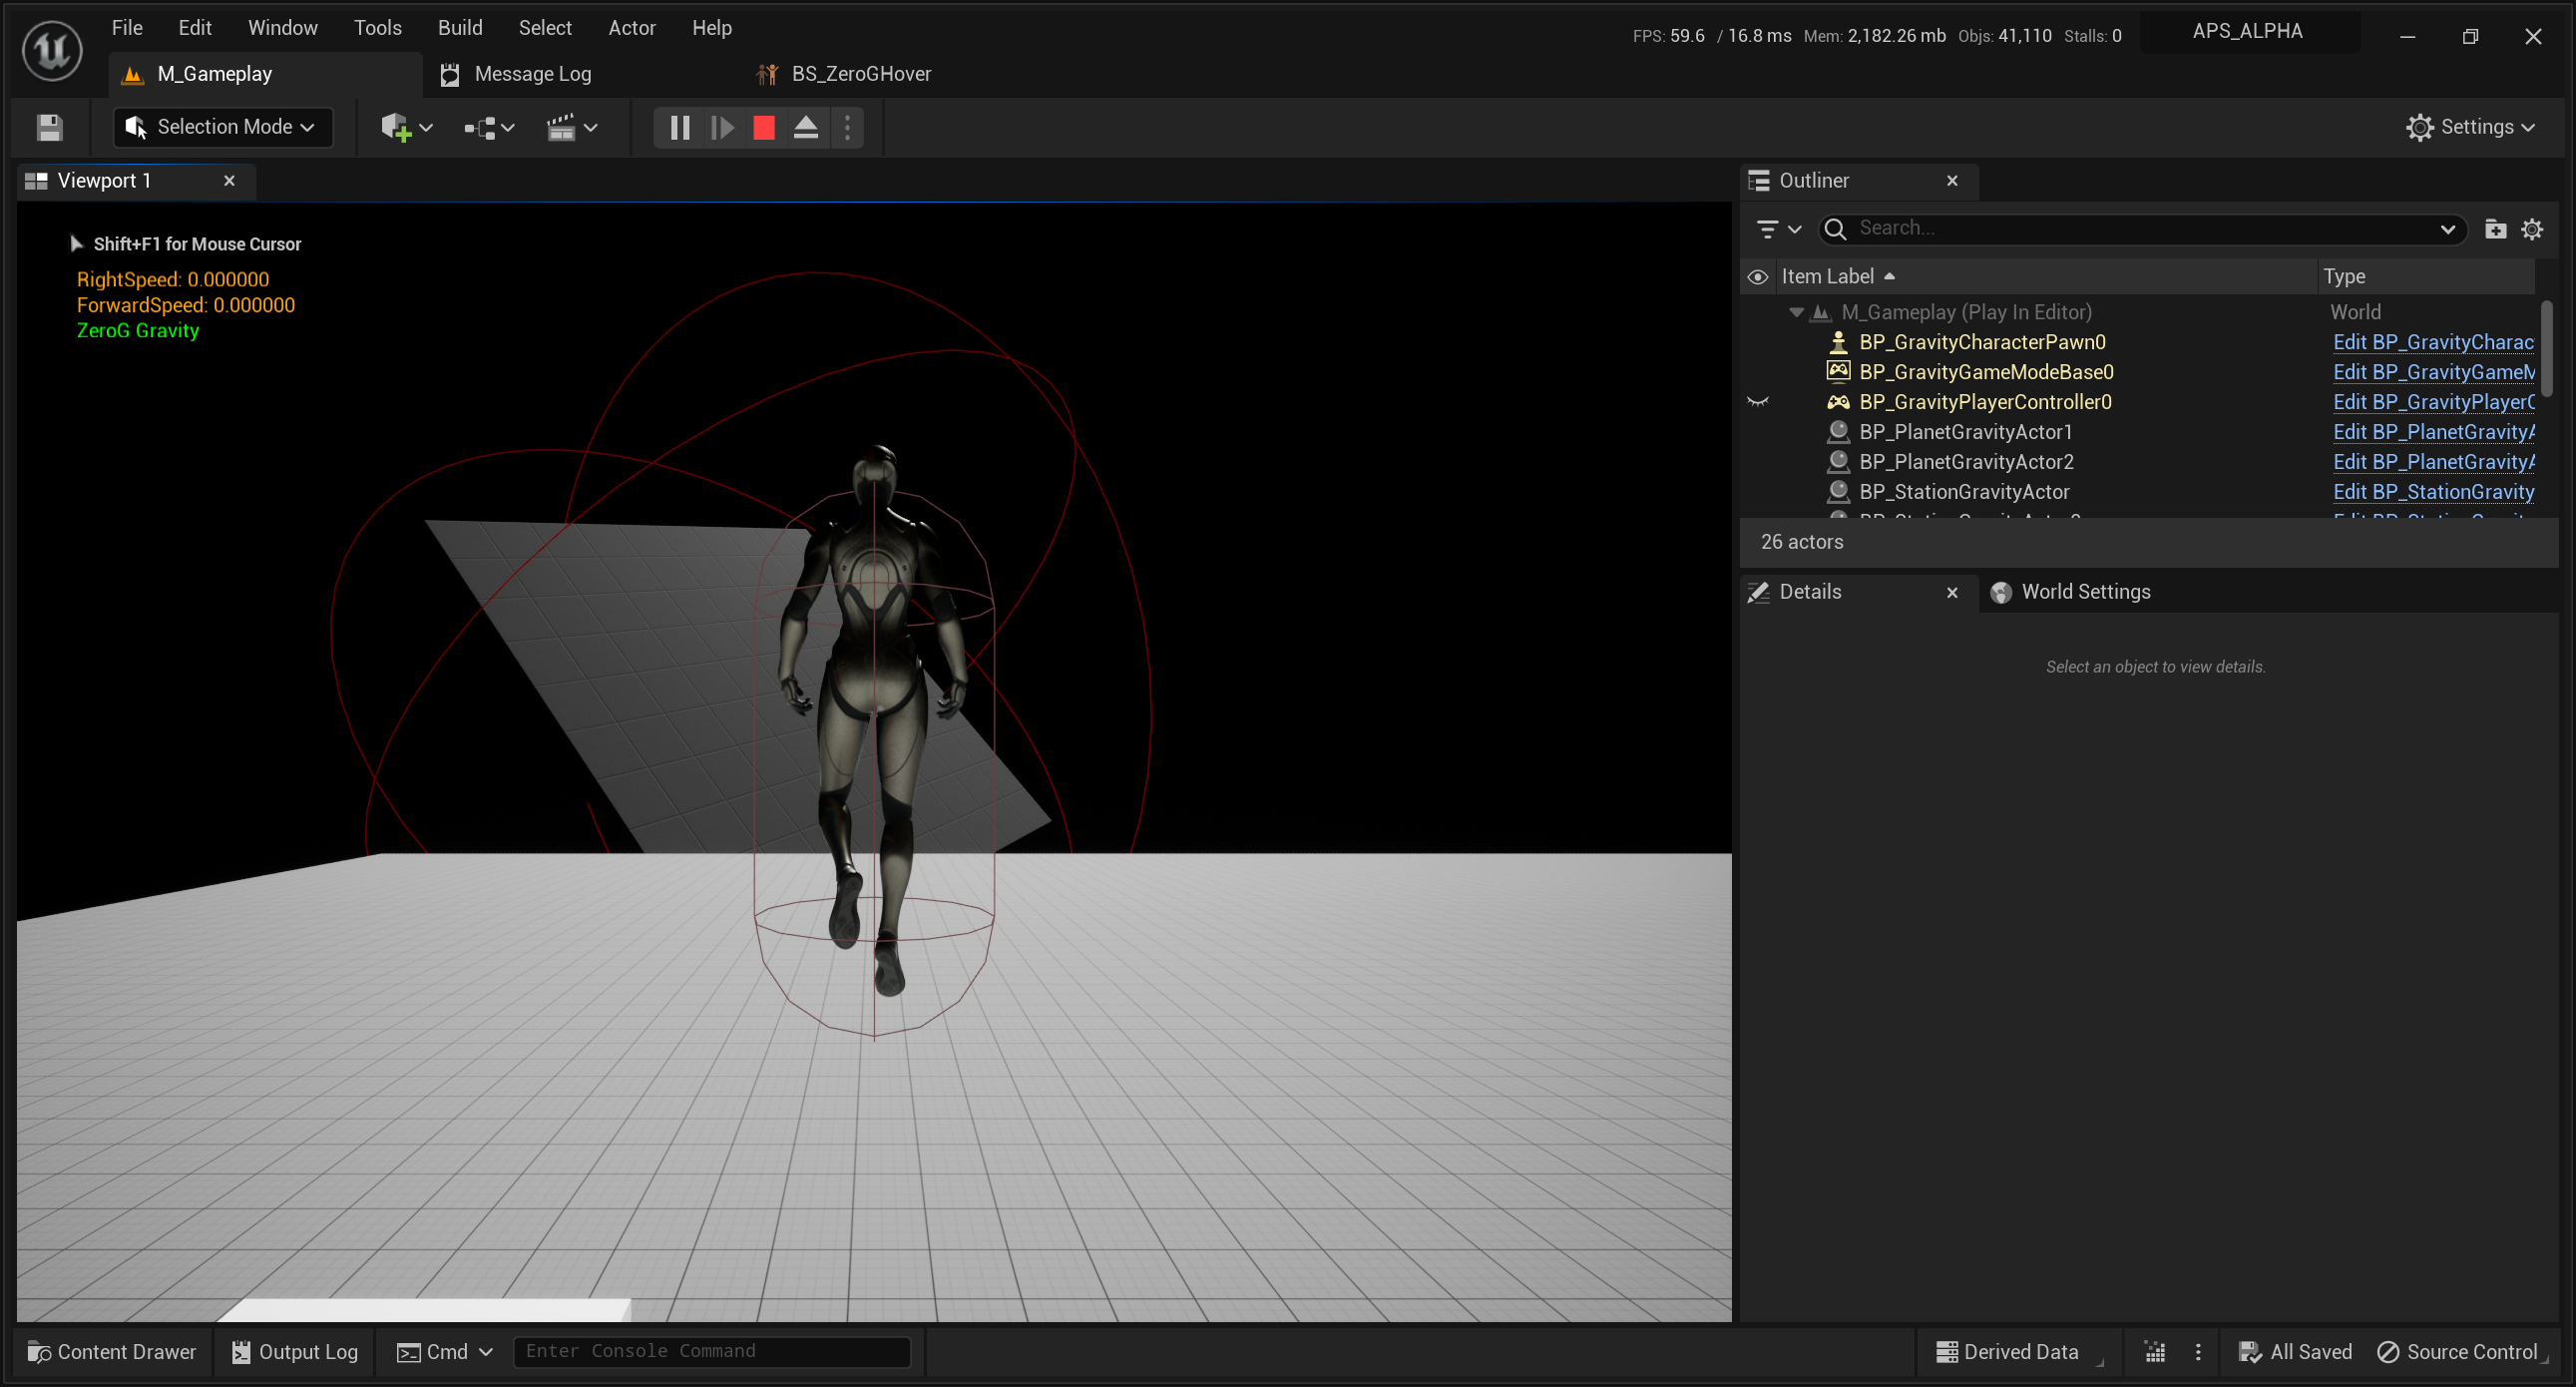 File Edit Window Tools Build Select Actor Help
FPS: 59.6 / 16.8 ms Mem: 2,182.26 mb Objs: 41,110 Stalls: 0
APS_ALPHA
M_Gameplay
Message Log
BS_ZeroGHover
Selection Mode
Settings
Viewport 1
Shift+F1 for Mouse Cursor
RightSpeed: 0.000000
ForwardSpeed: 0.000000
ZeroG Gravity
Outliner
Search...
Item Label Type
M_Gameplay (Play In Editor) World
BP_GravityCharacterPawn0 Edit BP_GravityCharac
BP_GravityGameModeBase0 Edit BP_GravityGameM
BP_GravityPlayerController0 Edit BP_GravityPlayerC
BP_PlanetGravityActor1 Edit BP_PlanetGravityA
BP_PlanetGravityActor2 Edit BP_PlanetGravityA
BP_StationGravityActor Edit BP_StationGravity
26 actors
Details
World Settings
Select an object to view details.
Content Drawer
Output Log
Cmd
Enter Console Command
Derived Data
All Saved
Source Control